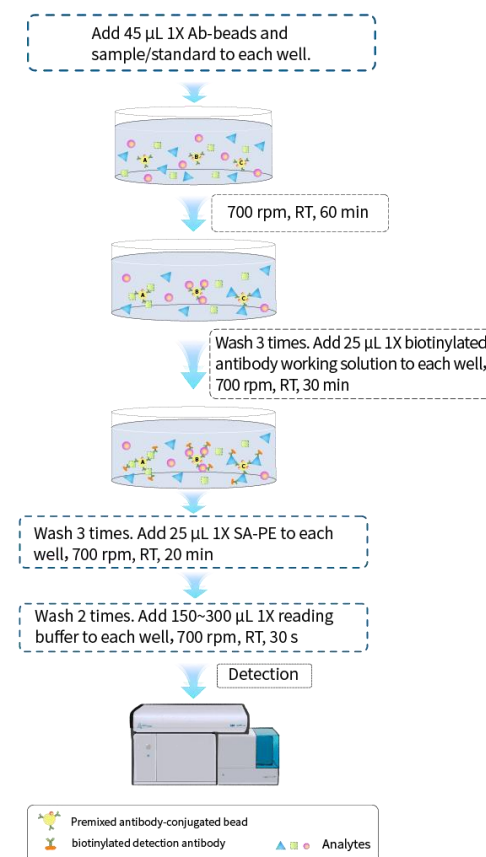 Add 45 μL 1X Ab-beads and
sample/standard to each well.
A
B
C
700 rpm, RT, 60 min
A
B
C
Wash 3 times. Add 25 μL 1X biotinylated
antibody working solution to each well,
700 rpm, RT, 30 min
A
B
C
Wash 3 times. Add 25 μL 1X SA-PE to each
well, 700 rpm, RT, 20 min
Wash 2 times. Add 150~300 μL 1X reading
buffer to each well, 700 rpm, RT, 30 s
Detection
Premixed antibody-conjugated bead
biotinylated detection antibody
Analytes